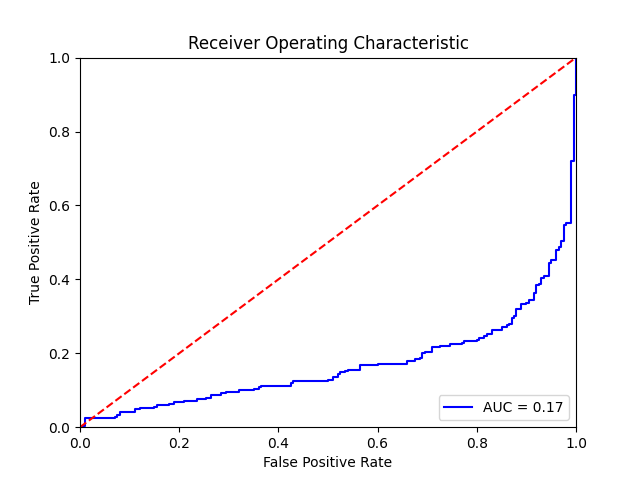 Receiver Operating Characteristic
1.0
0.8
0.6
0.4
0.2
0.0
True Positive Rate
AUC = 0.17
0.0 0.2 0.4 0.6 0.8 1.0
False Positive Rate